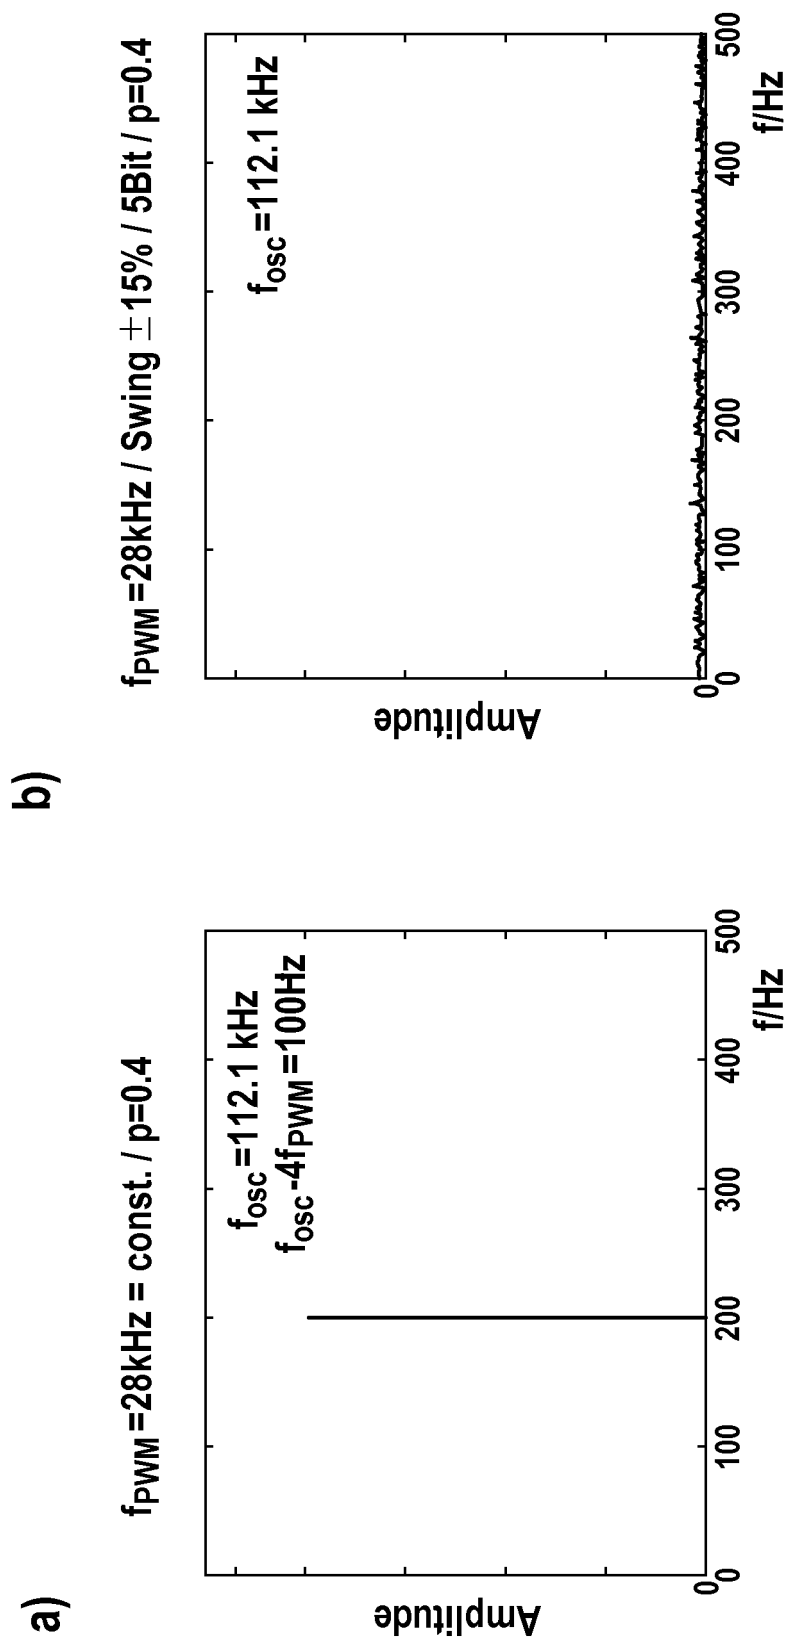 a)
fPWM=28kHz = const. / p=0.4
fosc=112.1 kHz
fosc-4fPWM=100Hz
Amplitude
0
0 100 200 300 400 500
f/Hz
b)
fPWM=28kHz / Swing ±15% / 5Bit / p=0.4
fosc=112.1 kHz
Amplitude
0
0 100 200 300 400 500
f/Hz